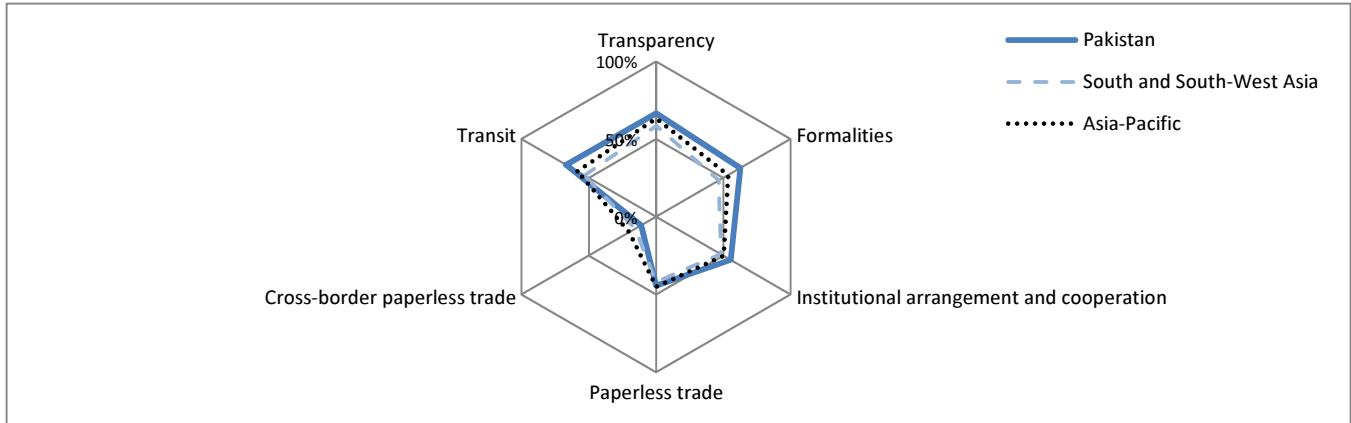 Transparency
100%
Pakistan
South and South-West Asia
Asia-Pacific
Transit
50%
Formalities
0%
Cross-border paperless trade
Institutional arrangement and cooperation
Paperless trade